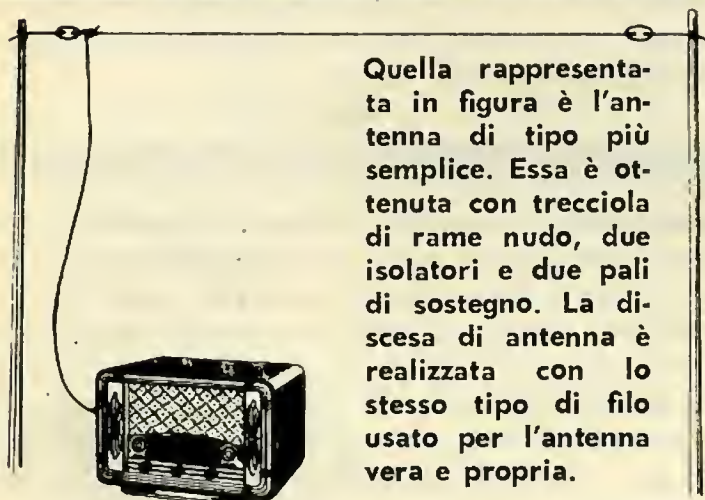 Quella rappresenta-
ta in figura è l'an-
tenna di tipo più
semplice. Essa è ot-
tenuta con trecciola
di rame nudo, due
isolatori e due pali
di sostegno. La di-
scesa di antenna è
realizzata con lo
stesso tipo di filo
usato per l'antenna
vera e propria.